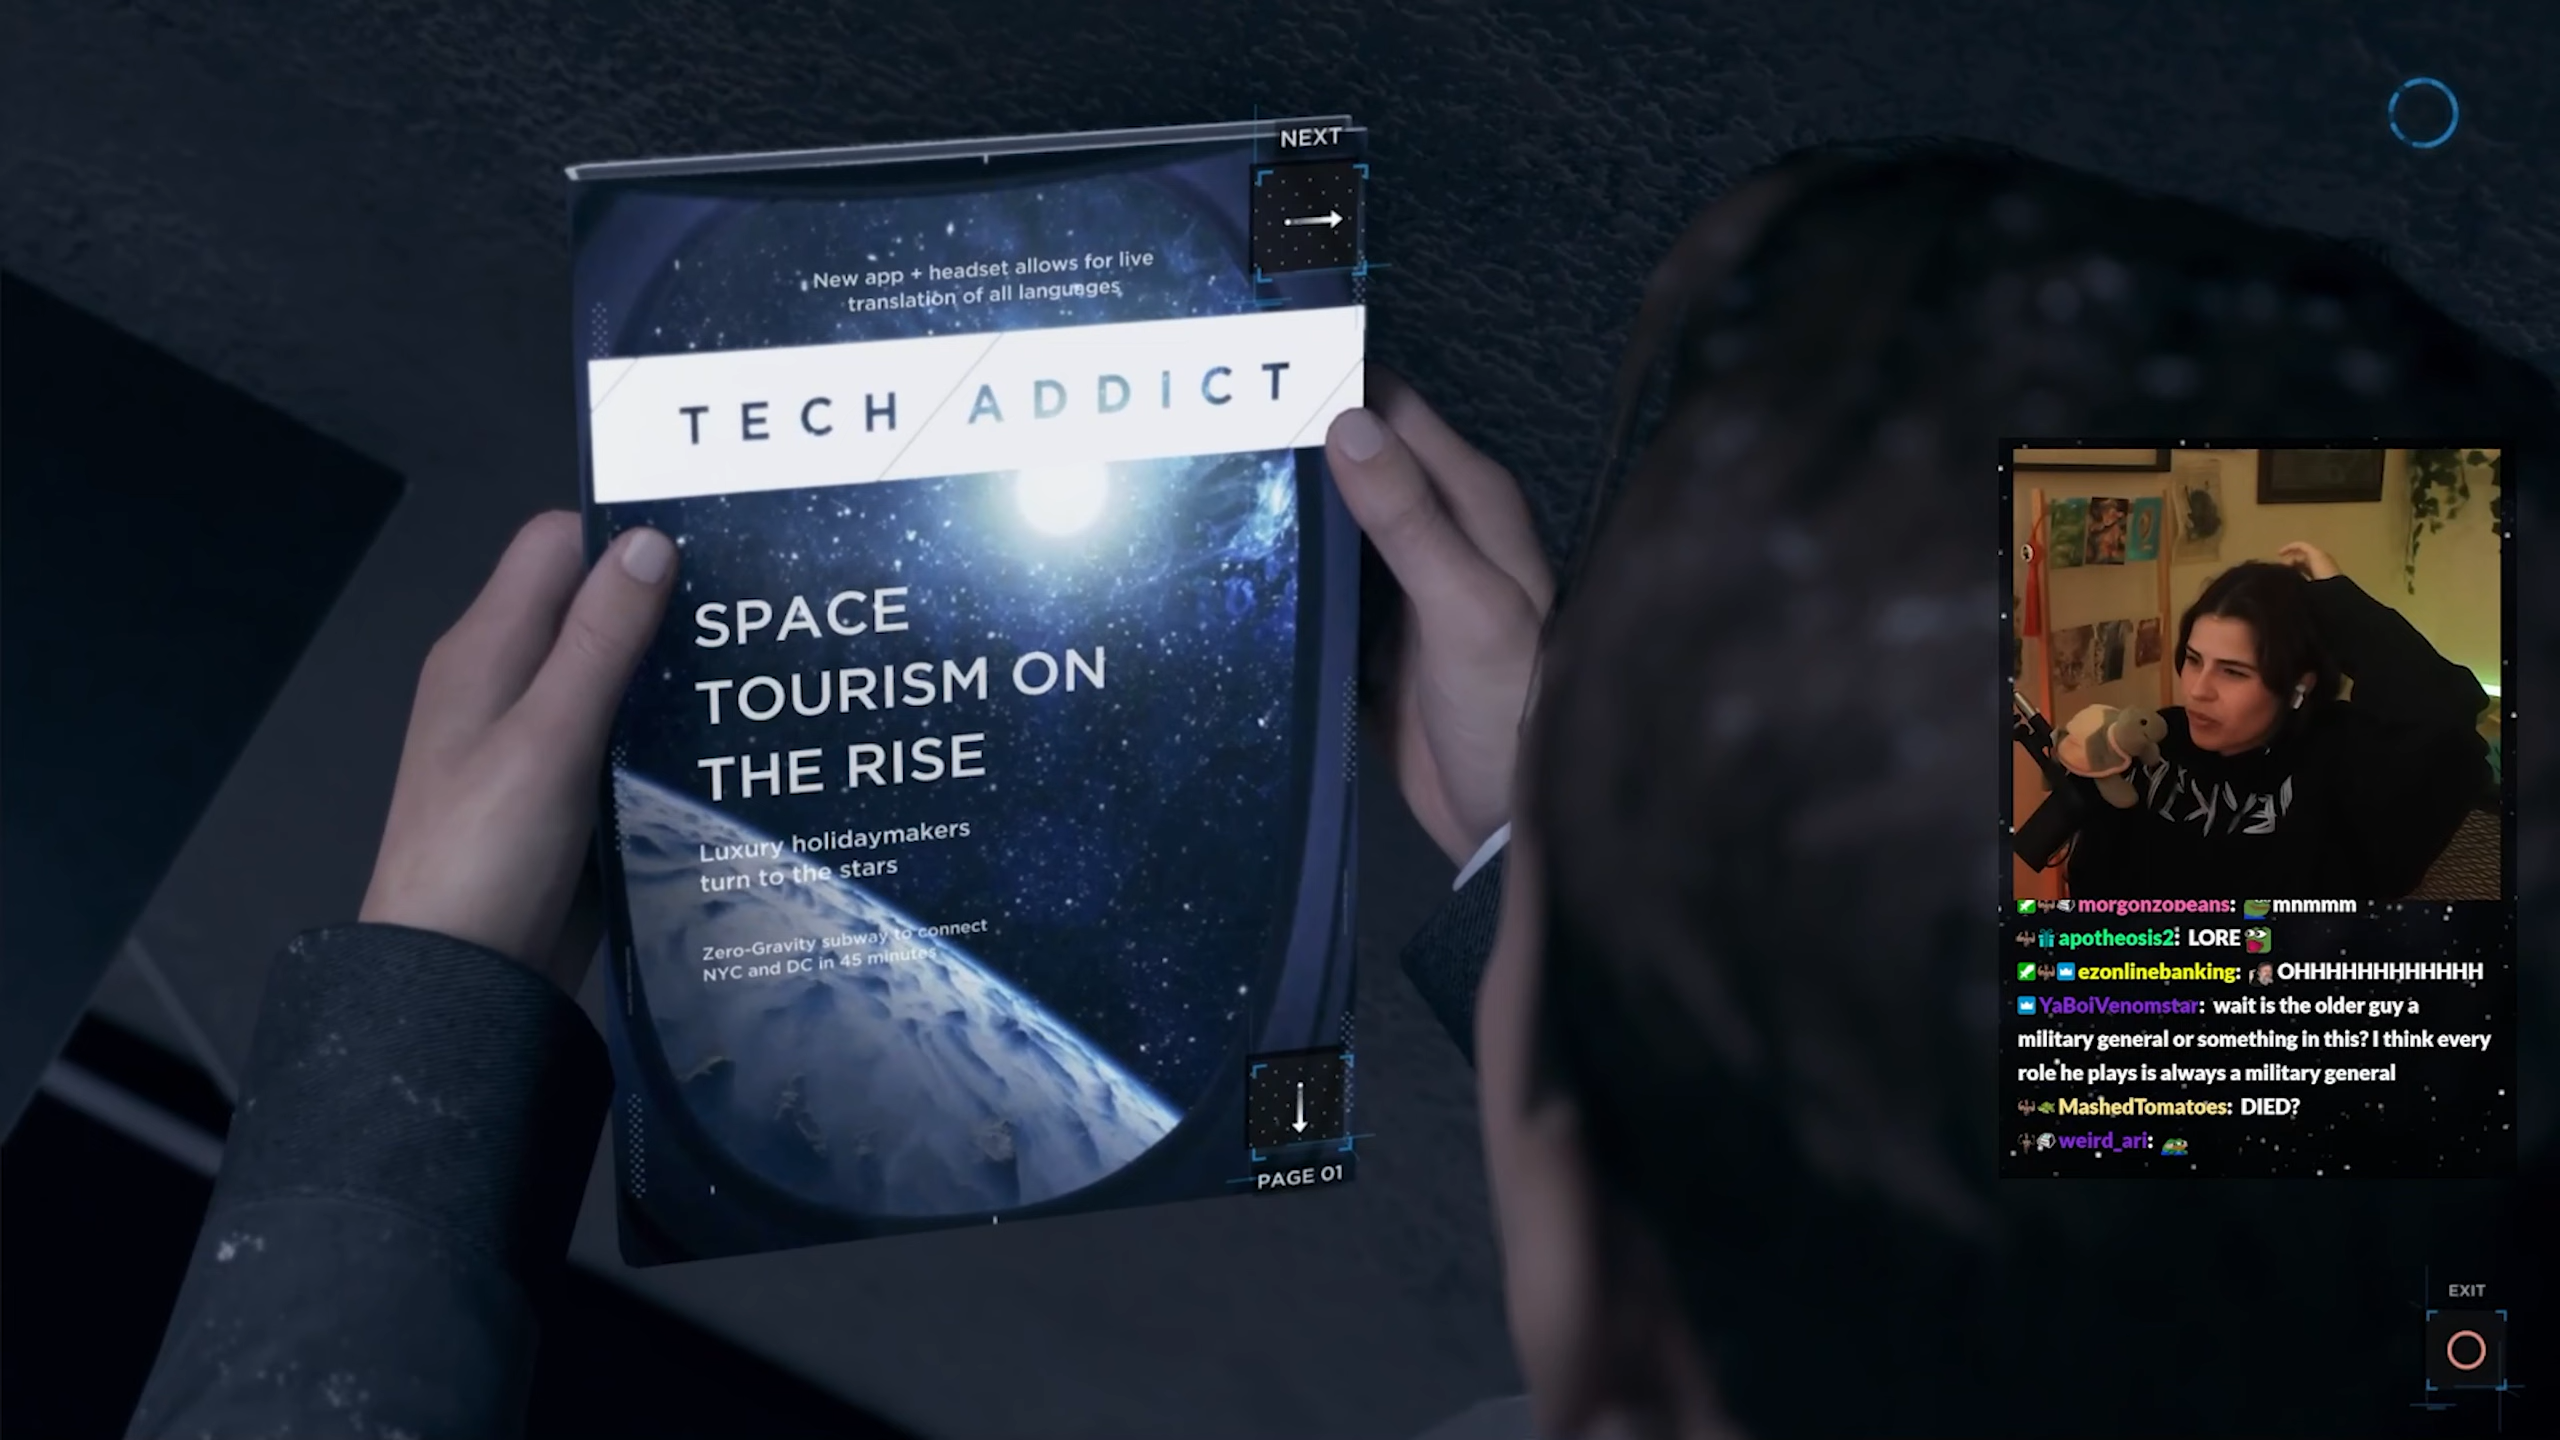 NEXT
New app + headset allows for live
translation of all languages
TECH ADDICT
SPACE
TOURISM ON
THE RISE
Luxury holidaymakers
turn to the stars
Zero-Gravity subway to connect
NYC and DC in 45 minutes
PAGE 01
morgonzobeans: mnmmm
apotheosis2: LORE
ezonlinebanking: OHHHHHHHHHHHHH
YaBoiVenomstar: wait is the older guy a
military general or something in this? I think every
role he plays is always a military general
MashedTomatoes: DIED?
weird_ari:
EXIT